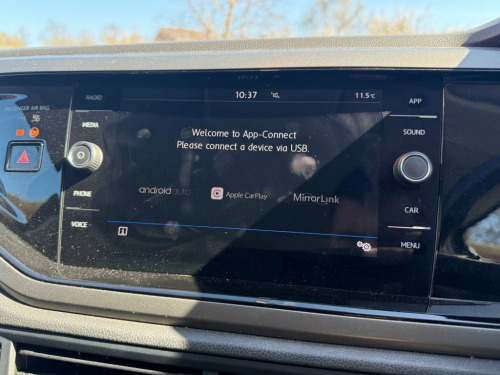 PASSENGER AIR BAG
RADIO
10:37
11.5°C
APP
MEDIA
Welcome to App-Connect
Please connect a device via USB.
SOUND
androidauto
Apple CarPlay
MirrorLink
PHONE
CAR
VOICE
MENU